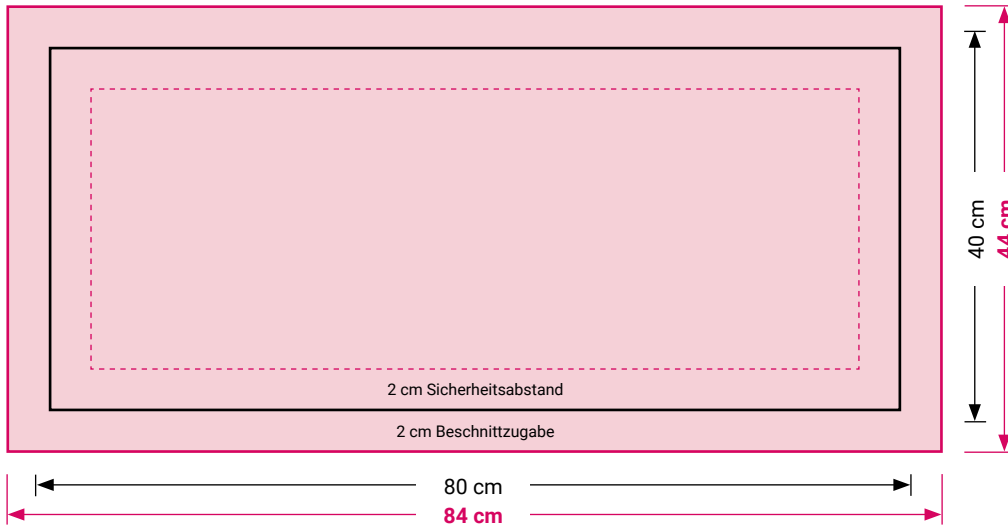 2 cm Sicherheitsabstand
2 cm Beschnittzugabe
80 cm
84 cm
40 cm
44 cm